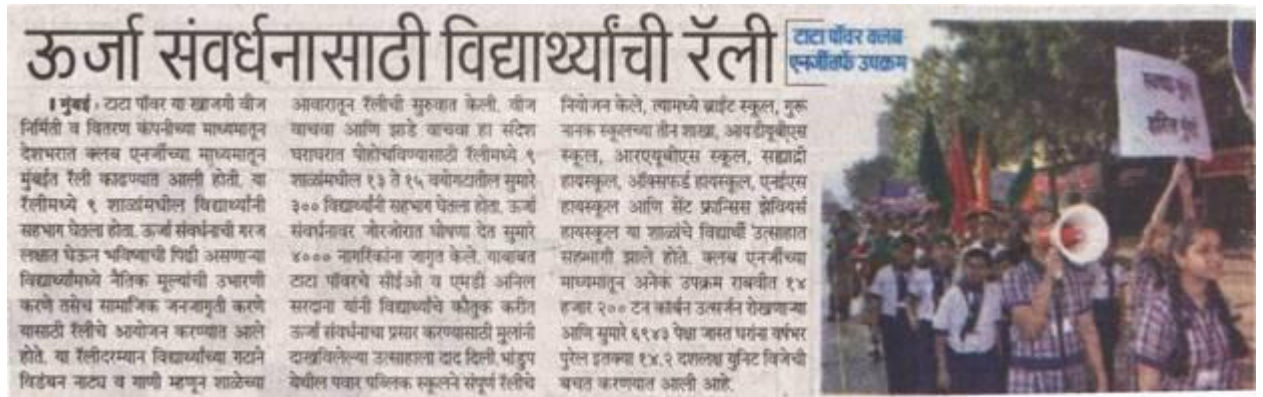 ऊर्जा संवर्धनासाठी विद्यार्थ्यांची रॅली
टाटा पॉवर क्लब
एनर्जीतर्फे उपक्रम
। मुंबई : टाटा पॉवर या खाजगी वीज
निर्मिती व वितरण कंपनीच्या माध्यमातून
देशभरात क्लब एनर्जीच्या माध्यमातून
मुंबईत रॅली काढण्यात आली होती. या
रॅलीमध्ये ९ शाळांमधील विद्यार्थ्यांनी
सहभाग घेतला होता. ऊर्जा संवर्धनाची गरज
लक्षात घेऊन भविष्याची पिढी असणाऱ्या
विद्यार्थ्यांमध्ये नैतिक मूल्यांची उभारणी
करणे तसेच सामाजिक जनजागृती करणे
यासाठी रॅलीचे आयोजन करण्यात आले
होते. या रॅलीदरम्यान विद्यार्थ्यांच्या गटाने
विडंबन नाट्य व गाणी म्हणून शाळेच्या
आवारातून रॅलीची सुरुवात केली. वीज
वाचवा आणि झाडे वाचवा हा संदेश
घराघरात पोहोचविण्यासाठी रॅलीमध्ये ९
शाळांमधील १३ ते १५ वयोगटातील सुमारे
३०० विद्यार्थ्यांनी सहभाग घेतला होता. ऊर्जा
संवर्धनावर जोरजोरात घोषणा देत सुमारे
४००० नागरिकांना जागृत केले. याबाबत
टाटा पॉवरचे सीईओ व एमडी अनिल
सरदाना यांनी विद्यार्थ्यांचे कौतुक करीत
ऊर्जा संवर्धनाचा प्रसार करण्यासाठी मुलांनी
दाखविलेल्या उत्साहाला दाद दिली. भांडुप
येथील पवार पब्लिक स्कूलने संपूर्ण रॅलीचे
नियोजन केले. त्यामध्ये ब्राईट स्कूल, गुरू
नानक स्कूलच्या तीन शाखा, आयडीयूबीएस
स्कूल, आरएयूबीएस स्कूल, सह्याद्री
हायस्कूल, ऑक्सफर्ड हायस्कूल, एनईएस
हायस्कूल आणि सेंट फ्रान्सिस झेवियर्स
हायस्कूल या शाळांचे विद्यार्थी उत्साहात
सहभागी झाले होते. क्लब एनर्जीच्या
माध्यमातून अनेक उपक्रम राबवीत १४
हजार २०० टन कार्बन उत्सर्जन रोखणाऱ्या
आणि सुमारे ६९४३ पेक्षा जास्त घरांना वर्षभर
पुरेल इतक्या १४.२ दशलक्ष युनिट विजेची
बचत करण्यात आली आहे.